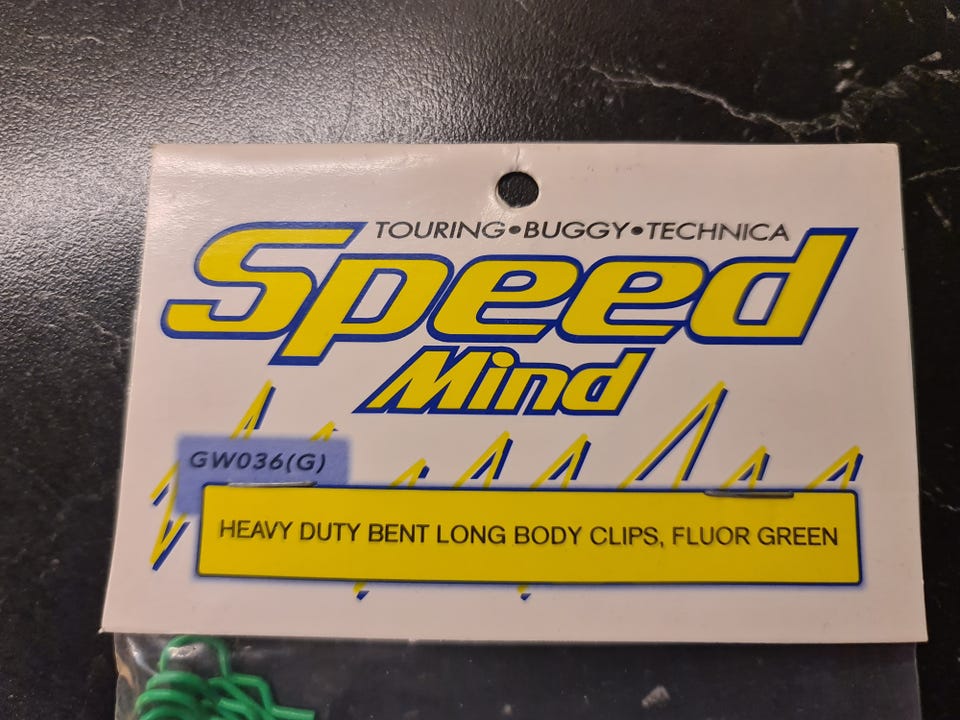 TOURING•BUGGY•TECHNICA
Speed
Mind
GW036(G)
HEAVY DUTY BENT LONG BODY CLIPS, FLUOR GREEN